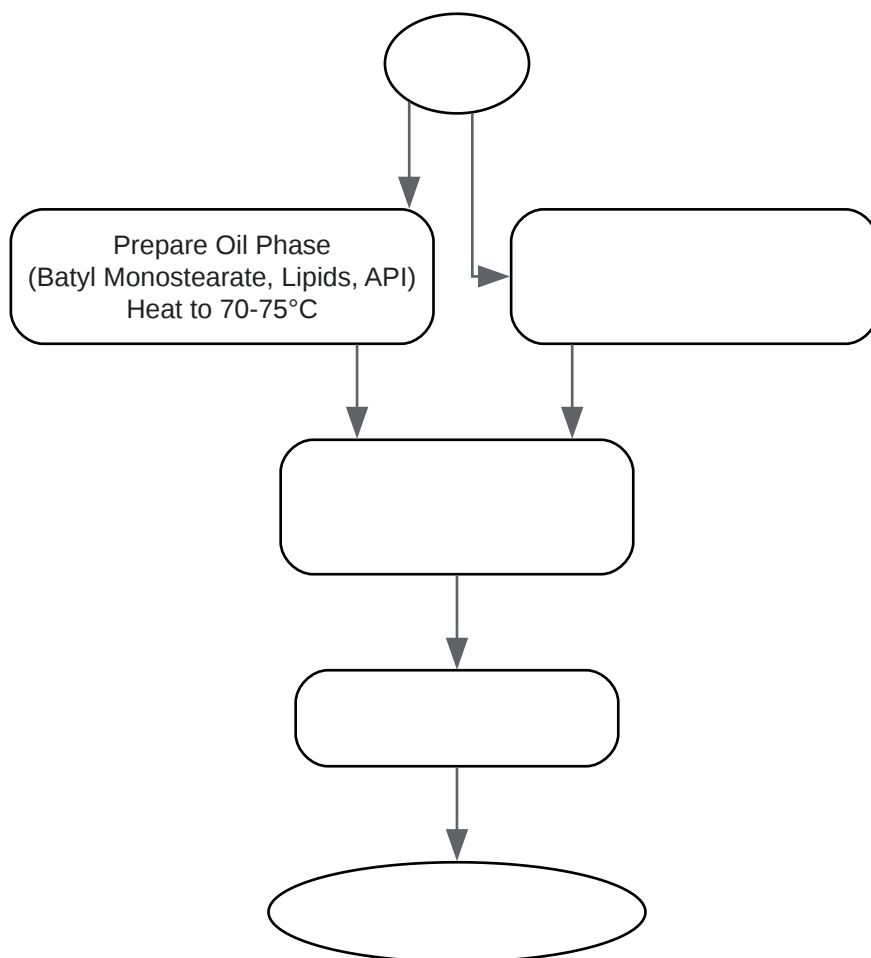 Prepare Oil Phase
(Batyl Monostearate, Lipids, API)
Heat to 70-75°C